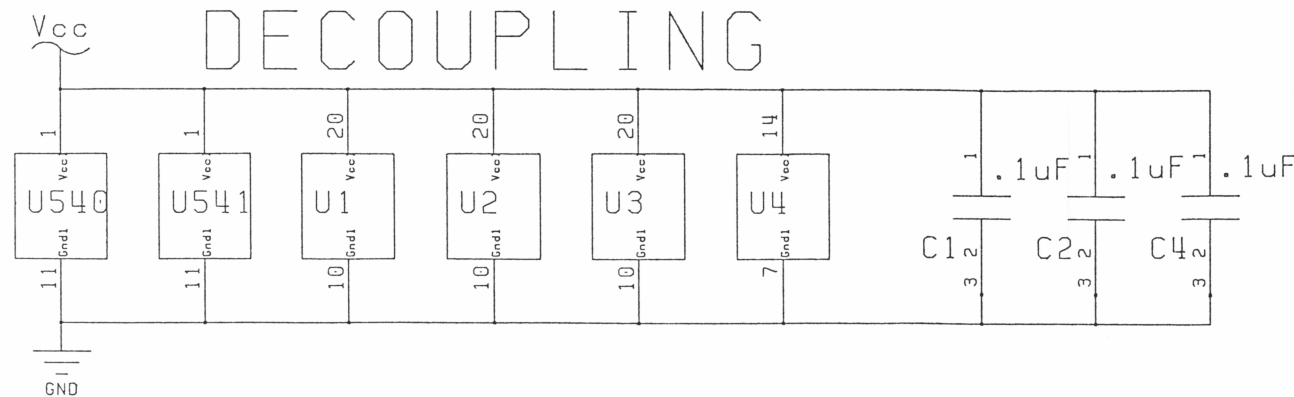 Vcc DECOUPLING
1 1 20 20 20 14 1 1 1
Vcc Vcc Vcc Vcc Vcc Vcc .1uF .1uF .1uF
U540 U541 U1 U2 U3 U4
Gnd1 Gnd1 Gnd1 Gnd1 Gnd1 Gnd1 C1 2 C2 2 C4 2
11 11 10 10 10 7 3 3 3
GND